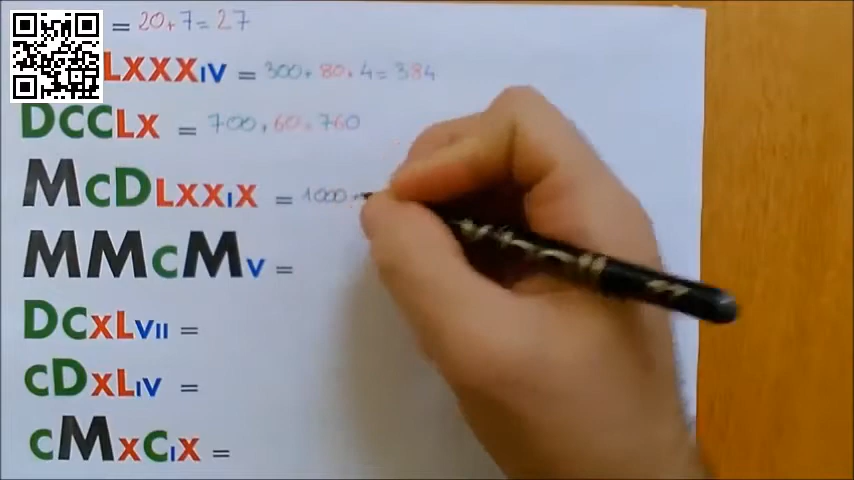 = 20+7=27
LXXXIV = 300+80+4=384
DCCLX = 700+60=760
MCDLXXIX = 1000+
MMCMV =
DCXLVII =
CDXLIV =
CMXCIX =